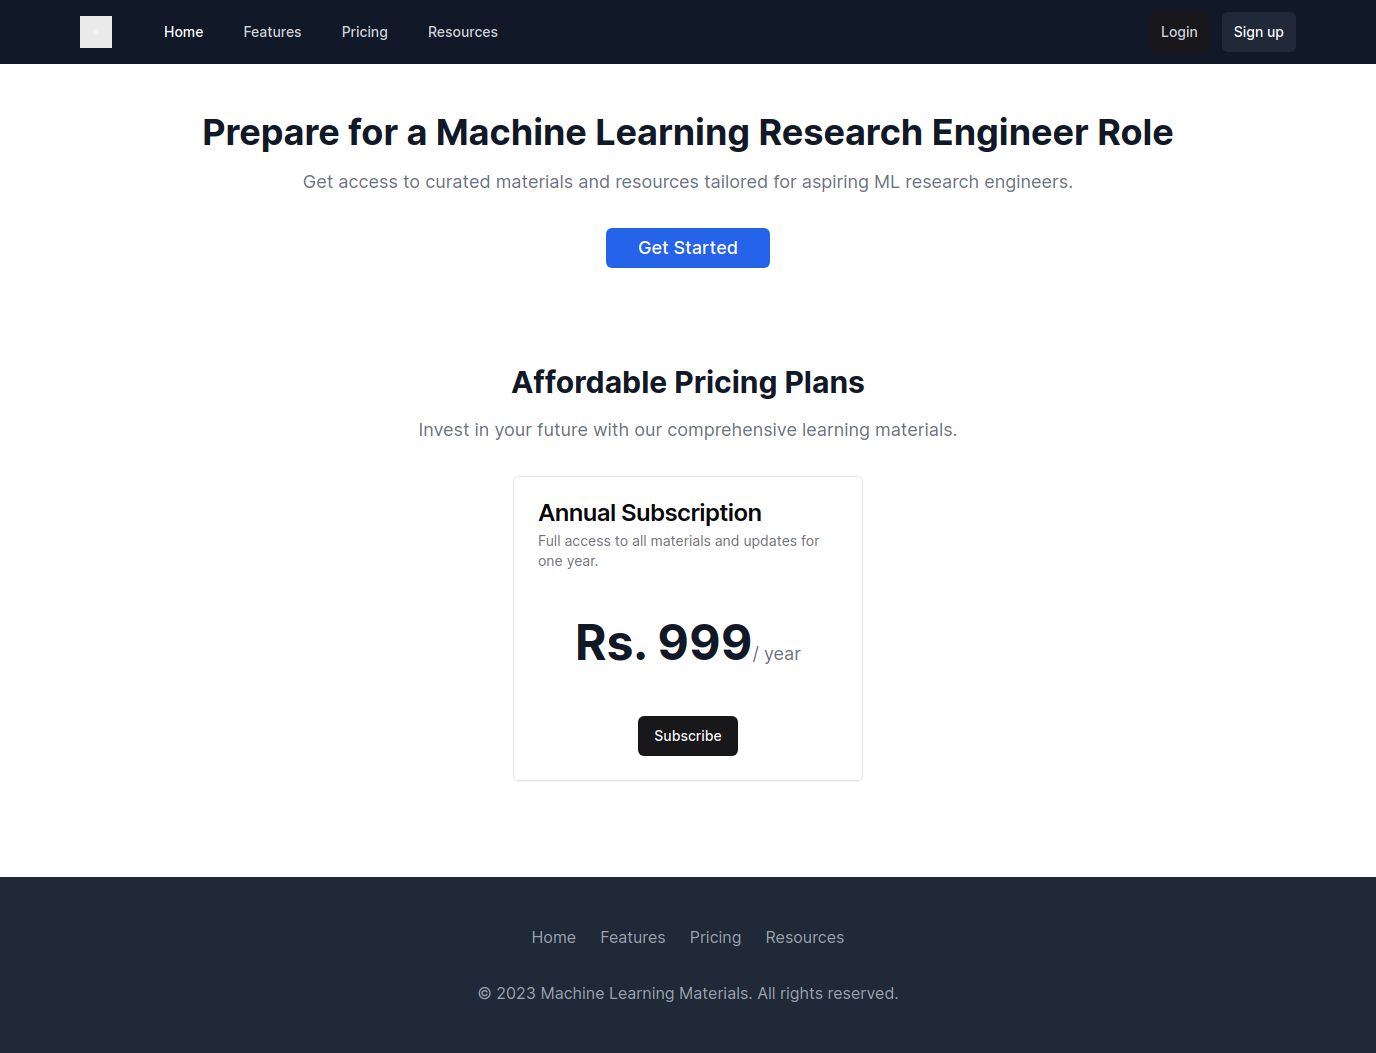 Home Features Pricing Resources Login Sign up
Prepare for a Machine Learning Research Engineer Role
Get access to curated materials and resources tailored for aspiring ML research engineers.
Get Started
Affordable Pricing Plans
Invest in your future with our comprehensive learning materials.
Annual Subscription
Full access to all materials and updates for
one year.
Rs. 999/ year
Subscribe
Home Features Pricing Resources
© 2023 Machine Learning Materials. All rights reserved.